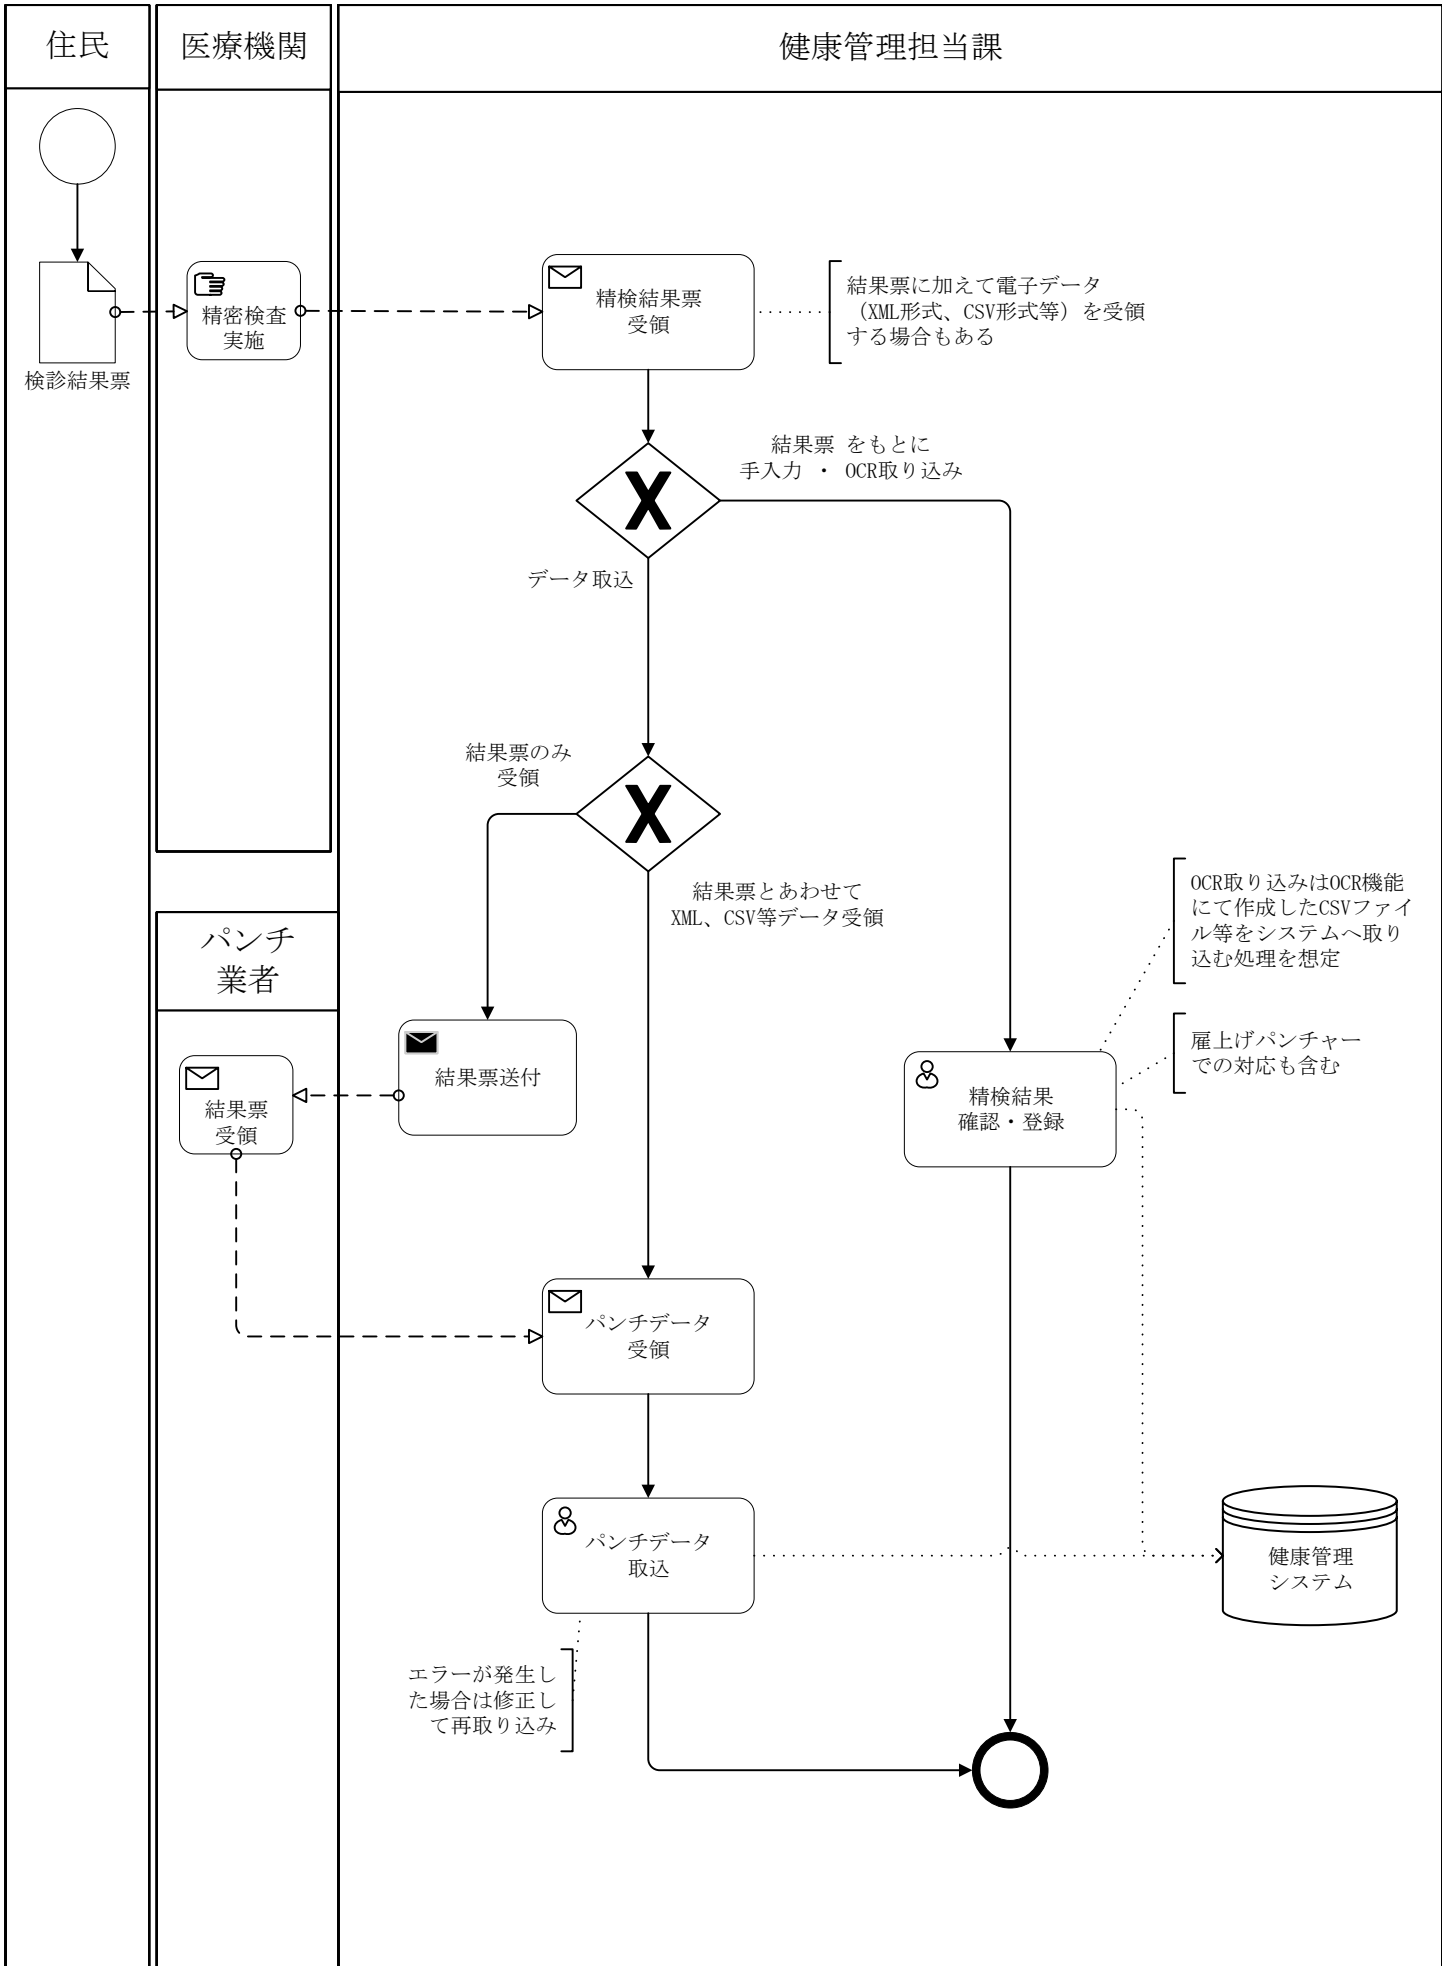 住民
医療機関
健康管理担当課
検診結果票
精密検査
実施
精検結果票
受領
結果票に加えて電子データ
（XML形式、CSV形式等）を受領
する場合もある
結果票 をもとに
手入力 ・ OCR取り込み
データ取込
結果票のみ
受領
結果票とあわせて
XML、CSV等データ受領
OCR取り込みはOCR機能
にて作成したCSVファイ
ル等をシステムへ取り
込む処理を想定
パンチ
業者
結果票
受領
結果票送付
雇上げパンチャー
での対応も含む
精検結果
確認・登録
パンチデータ
受領
パンチデータ
取込
健康管理
システム
エラーが発生し
た場合は修正し
て再取り込み